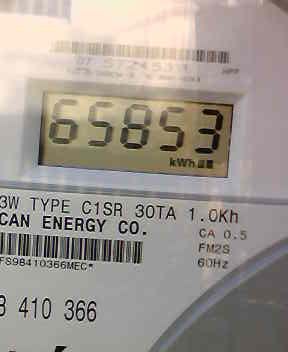 65853
kWh
3W TYPE C1SR 30TA 1.0Kh
CAN ENERGY CO.
CA 0.5
FM2S
60Hz
FS98410366MEC*
8 410 366